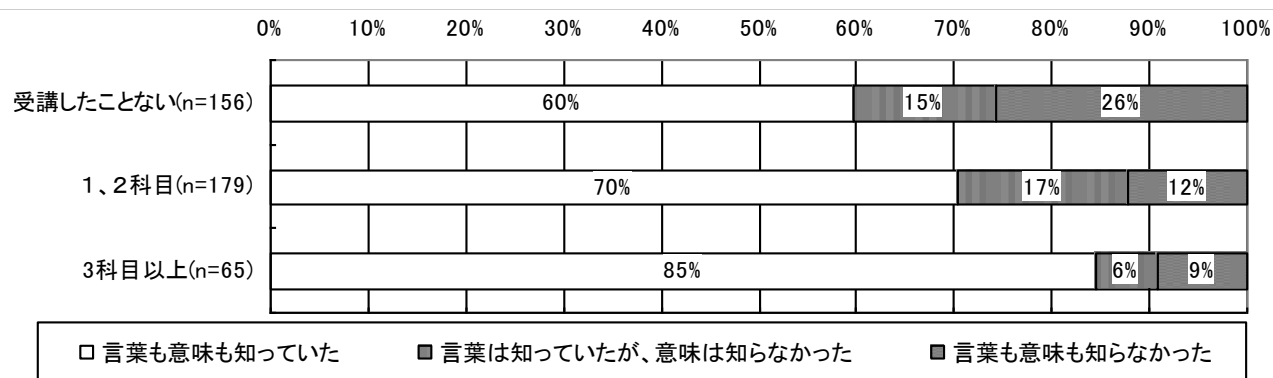 0% 10% 20% 30% 40% 50% 60% 70% 80% 90% 100%
受講したことない(n=156) 60% 15% 26%
１、２科目(n=179) 70% 17% 12%
3科目以上(n=65) 85% 6% 9%
言葉も意味も知っていた 言葉は知っていたが、意味は知らなかった 言葉も意味も知らなかった